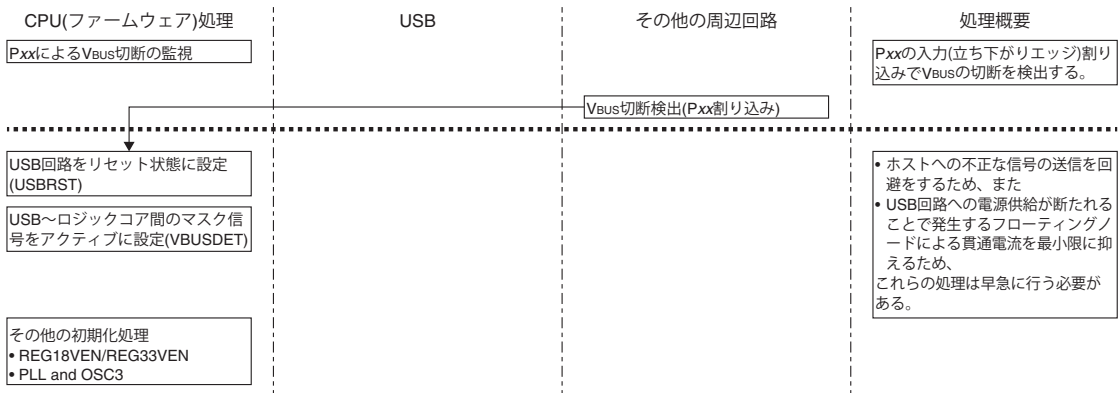 CPU(ファームウェア)処理
USB
その他の周辺回路
処理概要
PxxによるVBUS切断の監視
Pxxの入力(立ち下がりエッジ)割り
込みでVBUSの切断を検出する。
VBUS切断検出(Pxx割り込み)
USB回路をリセット状態に設定
(USBRST)
USB～ロジックコア間のマスク信
号をアクティブに設定(VBUSDET)
• ホストへの不正な信号の送信を回
避をするため、また
• USB回路への電源供給が断たれる
ことで発生するフローティングノ
ードによる貫通電流を最小限に抑
えるため、
これらの処理は早急に行う必要が
ある。
その他の初期化処理
• REG18VEN/REG33VEN
• PLL and OSC3